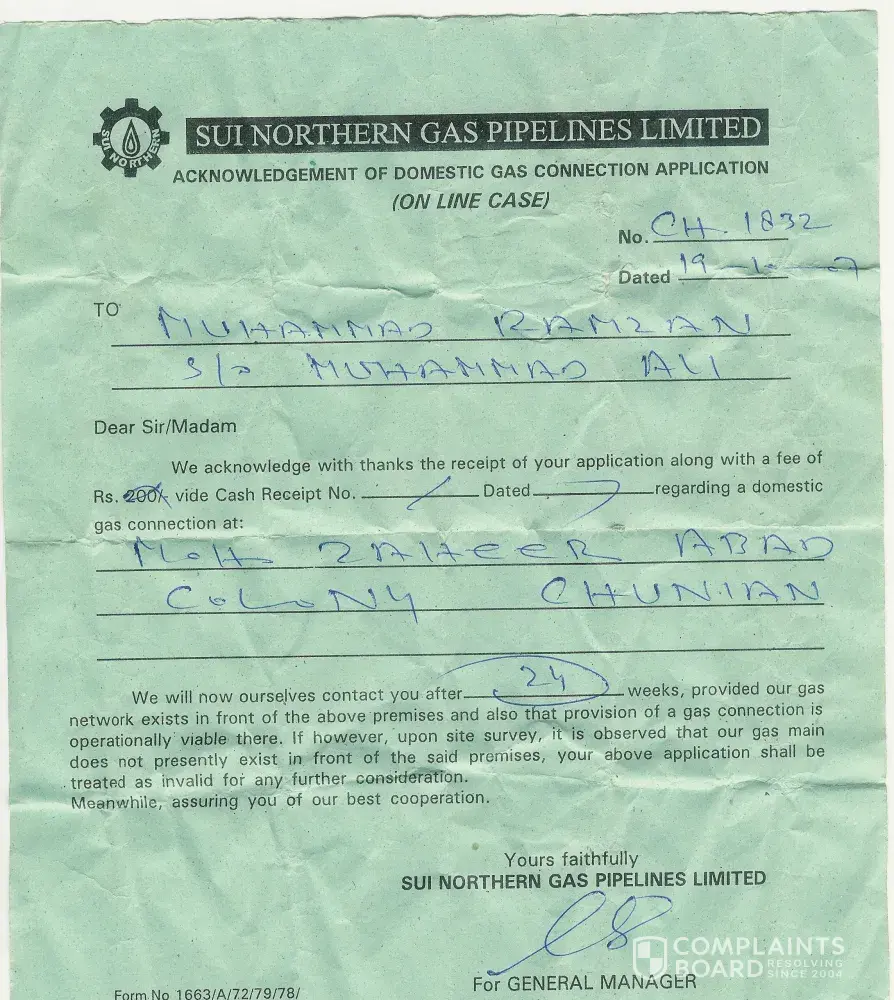 SUI NORTHERN
SUI NORTHERN GAS PIPELINES LIMITED
ACKNOWLEDGEMENT OF DOMESTIC GAS CONNECTION APPLICATION
(ON LINE CASE)
No. CH. 1832
Dated 19-10-07
TO
MUHAMMAD RAMZAN
S/O MUHAMMAD ALI
Dear Sir/Madam
We acknowledge with thanks the receipt of your application along with a fee of
Rs. 200/- vide Cash Receipt No. Dated regarding a domestic
gas connection at:
MOH ZAHEER ABAD
COLONY CHUNIAN
We will now ourselves contact you after 24 weeks, provided our gas
network exists in front of the above premises and also that provision of a gas connection is
operationally viable there. If however, upon site survey, it is observed that our gas main
does not presently exist in front of the said premises, your above application shall be
treated as invalid for any further consideration.
Meanwhile, assuring you of our best cooperation.
Yours faithfully
SUI NORTHERN GAS PIPELINES LIMITED
COMPLAINTS
BOARD RESOLVING
SINCE 2004
For GENERAL MANAGER
Form No 1663/A/72/79/78/